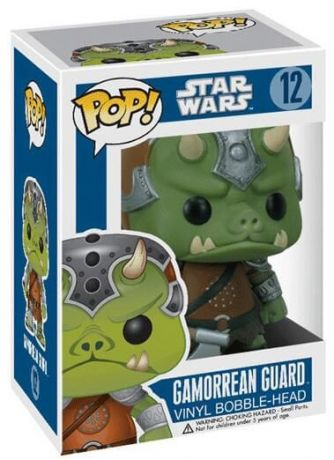 POP!
STAR
WARS
12
GAMORREAN GUARD
VINYL BOBBLE-HEAD
WARNING: CHOKING HAZARD - Small Parts.
Not for children under 3 years of age.